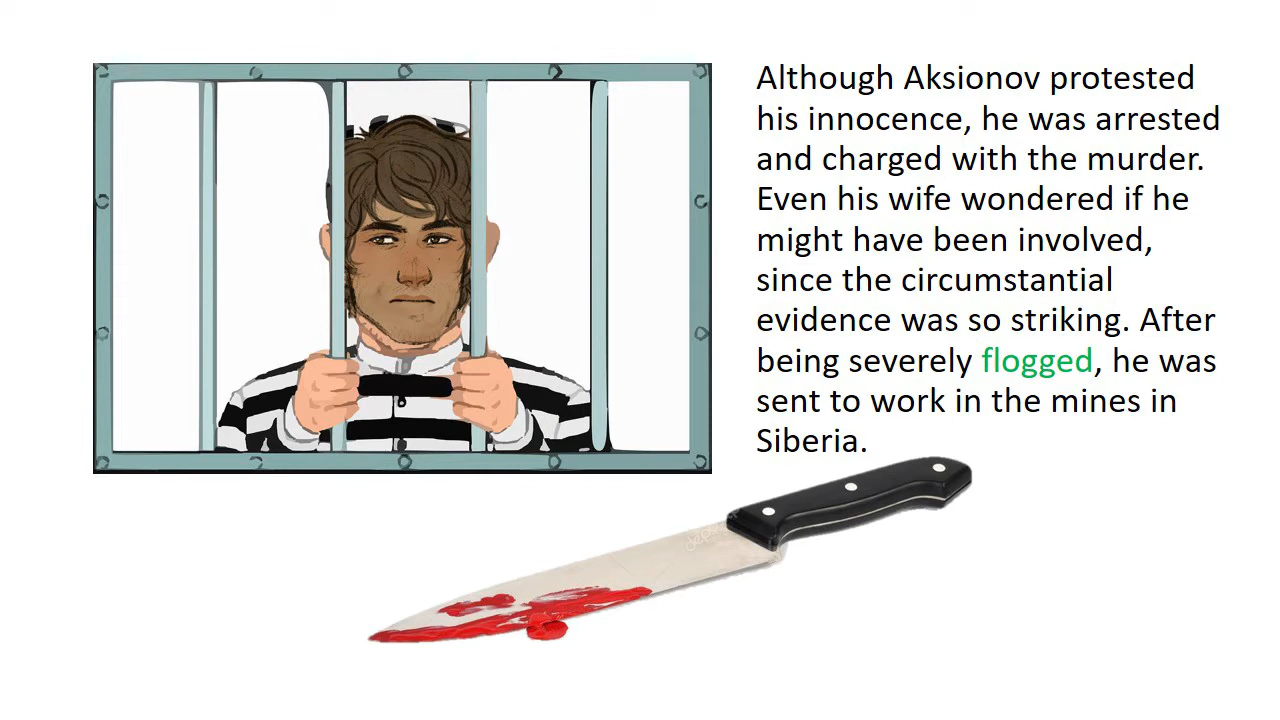 Although Aksionov protested
his innocence, he was arrested
and charged with the murder.
Even his wife wondered if he
might have been involved,
since the circumstantial
evidence was so striking. After
being severely flogged, he was
sent to work in the mines in
Siberia.